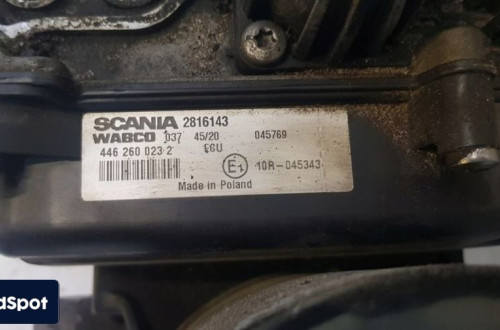 SCANIA 2816143
WABCO 037 45/20 045769
446 260 023 2 ECU
E1 10R-045343
Made in Poland
dSpot